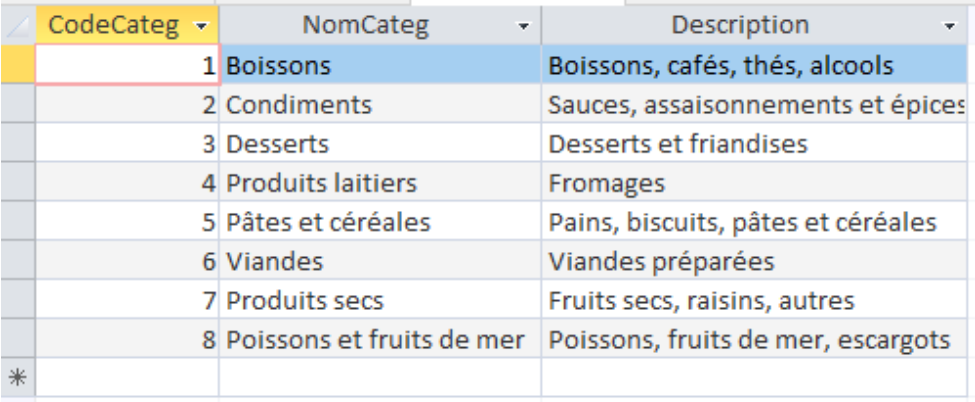 CodeCateg NomCateg Description
1 Boissons Boissons, cafés, thés, alcools
2 Condiments Sauces, assaisonnements et épices
3 Desserts Desserts et friandises
4 Produits laitiers Fromages
5 Pâtes et céréales Pains, biscuits, pâtes et céréales
6 Viandes Viandes préparées
7 Produits secs Fruits secs, raisins, autres
8 Poissons et fruits de mer Poissons, fruits de mer, escargots